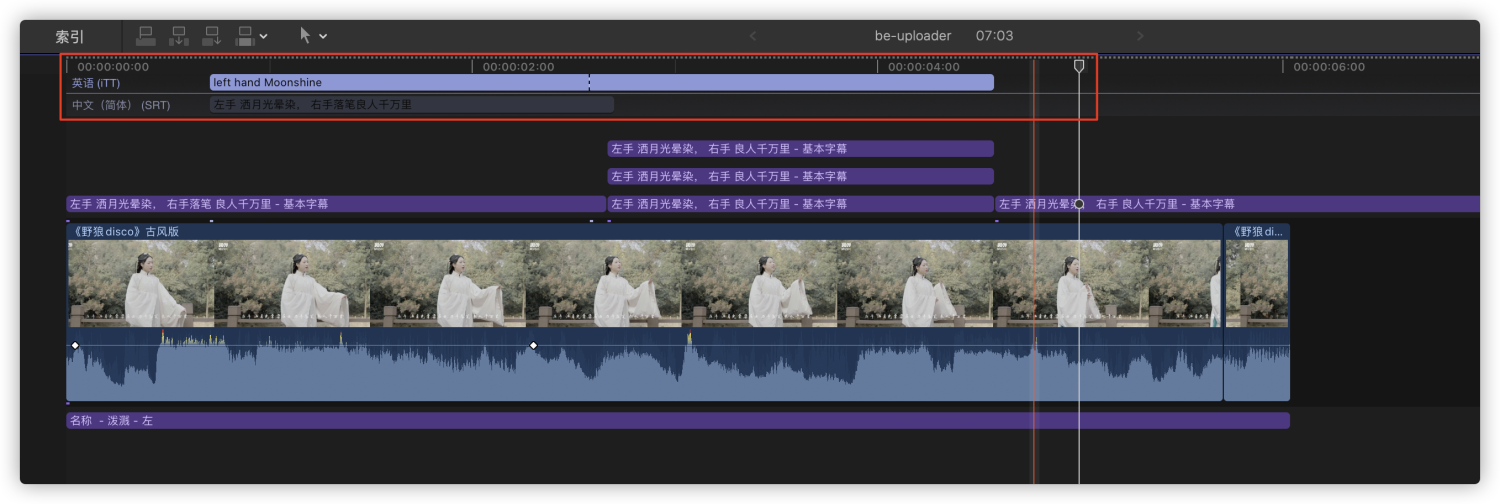 索引
be-uploader 07:03
00:00:00:00 00:00:02:00 00:00:04:00 00:00:06:00
英语 (iTT) left hand Moonshine
中文（简体） (SRT) 左手 洒月光晕染， 右手落笔良人千万里
左手 洒月光晕染， 右手 良人千万里 - 基本字幕
左手 洒月光晕染， 右手 良人千万里 - 基本字幕
左手 洒月光晕染， 右手落笔 良人千万里 - 基本字幕 左手 洒月光晕染， 右手 良人千万里 - 基本字幕 左手 洒月光晕染 右手 良人千万里 - 基本字幕
《野狼disco》古风版 《野狼di...
名称 - 泼溅 - 左